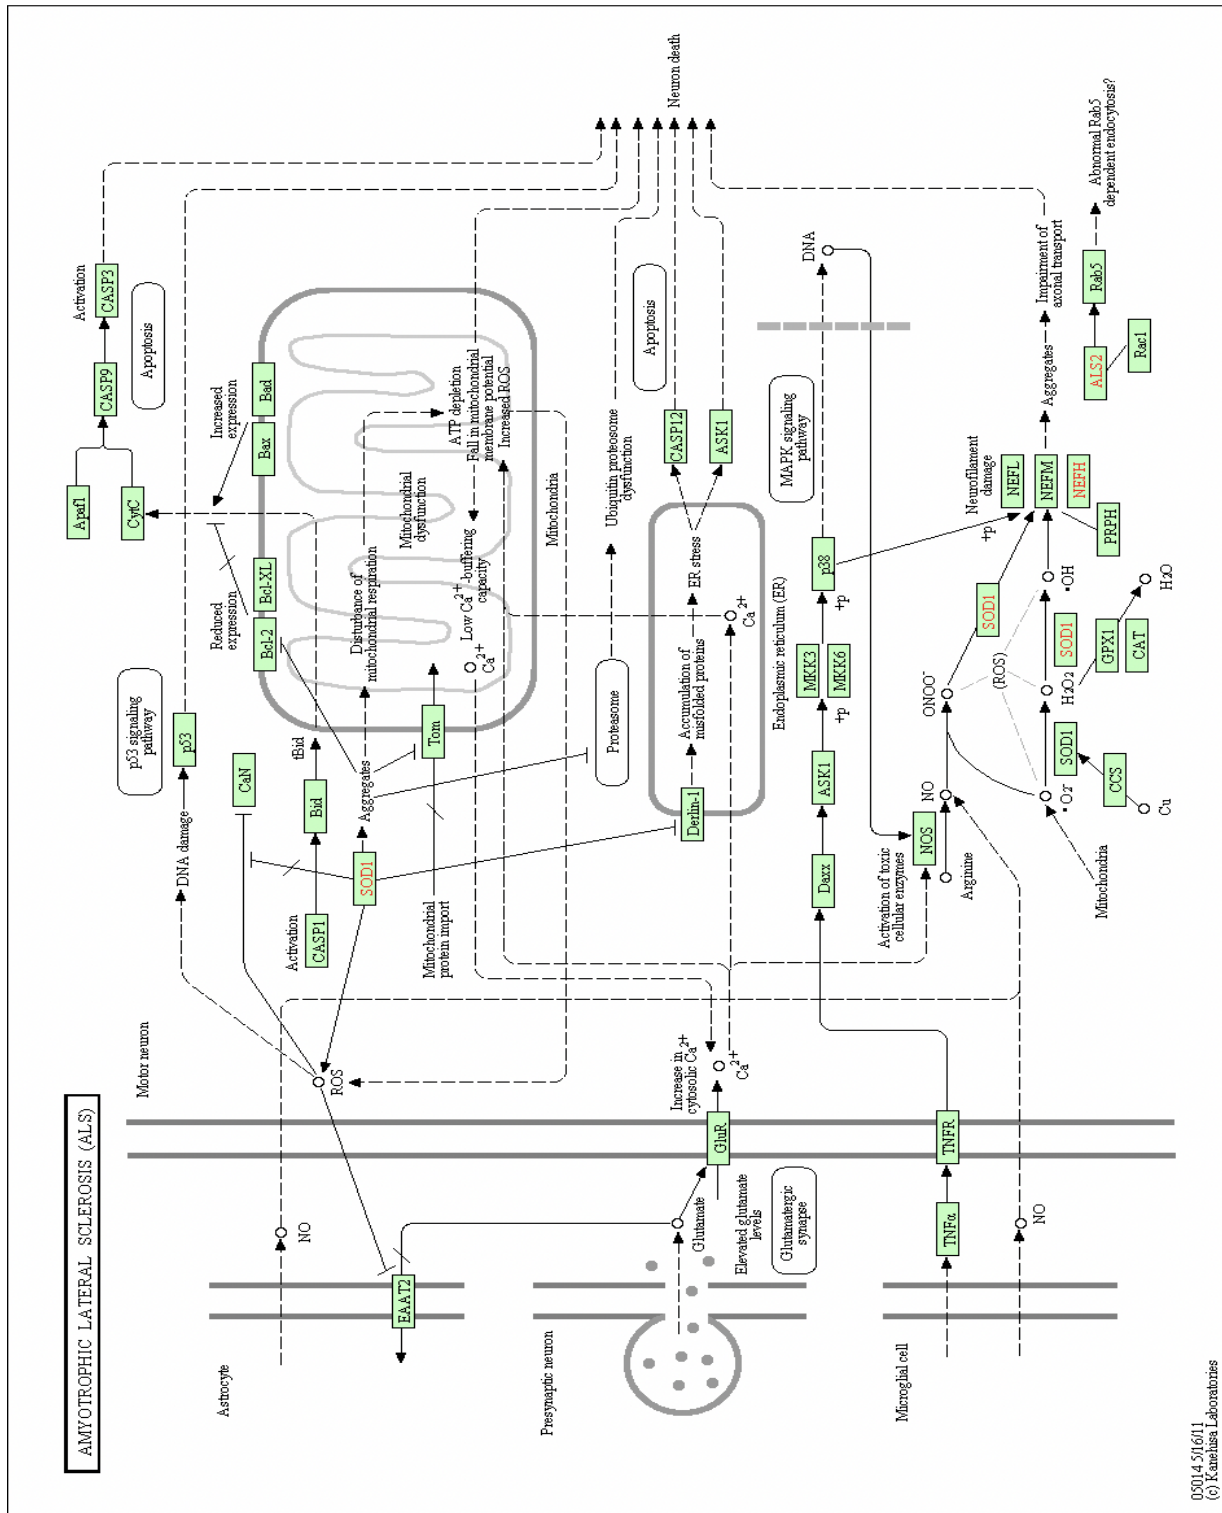 AMYOTROPHIC LATERAL SCLEROSIS (ALS)
Astrocyte
NO
EAAT2
Presynaptic neuron
Glutamate
Elevated glutamate
levels
Glutamatergic
synapse
Microglial cell
TNFα
NO
TNFR
GluR
Motor neuron
ROS
Increase in
cytosolic Ca2+
Ca2+
DNA damage
p53 signaling
pathway
p53
CaN
Activation
CASP1
Bid
tBid
SOD1
Aggregates
Mitochondrial
protein import
Tom
Reduced
expression
Bcl-2
Bcl-XL
Increased
expression
Bax
Bad
Apaf1
CytC
CASP9
Activation
CASP3
Apoptosis
Disturbance of
mitochondrial respiration
Mitochondrial
dysfunction
ATP depletion
Fall in mitochondrial
membrane potential
Increased ROS
Low Ca2+-buffering
capacity
Ca2+
Mitochondria
Proteasome
Ubiquitin proteosome
dysfunction
Derlin-1
Accumulation of
misfolded proteins
ER stress
Ca2+
Endoplasmic reticulum (ER)
CASP12
ASK1
Apoptosis
Neuron death
Daxx
ASK1
+p
MKK3
MKK6
+p
p38
MAPK signaling
pathway
DNA
Activation of toxic
cellular enzymes
NOS
Arginine
NO
ONOO-
SOD1
(ROS)
Mitochondria
•O2-
SOD1
H2O2
SOD1
•OH
CCS
Cu
GPX1
CAT
H2O
Neurofilament
damage
+p
NEFL
NEFM
NEFH
PRPH
Aggregates
Impairment of
axonal transport
ALS2
Rac1
Rab5
Abnormal Rab5
dependent endocytosis?
05014 5/16/11
(c) Kanehisa Laboratories